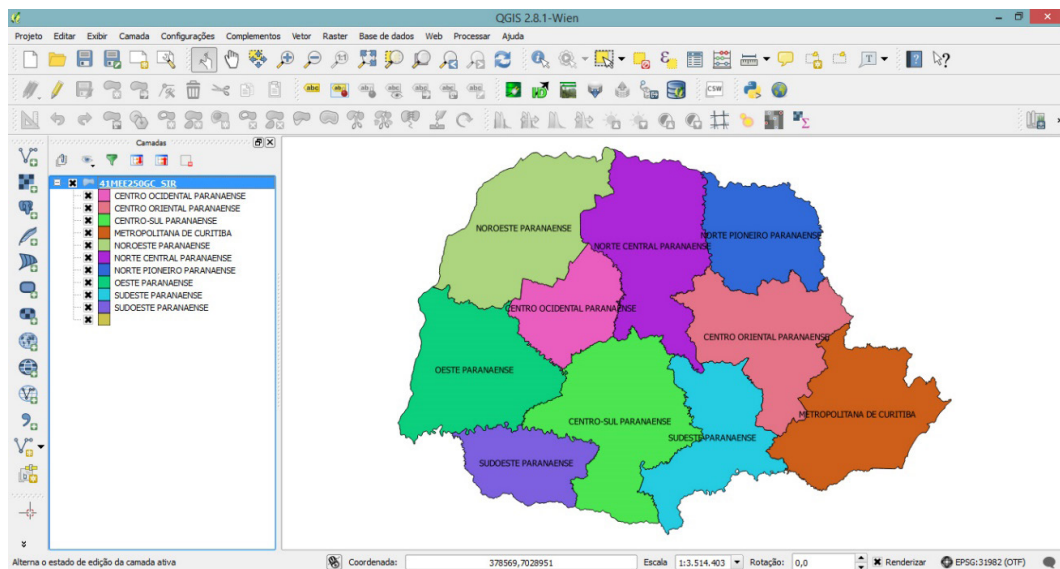 QGIS 2.8.1-Wien
Projeto Editar Exibir Camada Configurações Complementos Vetor Raster Base de dados Web Processar Ajuda
CSW
Camadas
41MEE250GC_SIR
CENTRO OCIDENTAL PARANAENSE
CENTRO ORIENTAL PARANAENSE
CENTRO-SUL PARANAENSE
METROPOLITANA DE CURITIBA
NOROESTE PARANAENSE
NORTE CENTRAL PARANAENSE
NORTE PIONEIRO PARANAENSE
OESTE PARANAENSE
SUDESTE PARANAENSE
SUDOESTE PARANAENSE
NOROESTE PARANAENSE
NORTE PIONEIRO PARANAENSE
NORTE CENTRAL PARANAENSE
CENTRO OCIDENTAL PARANAENSE
CENTRO ORIENTAL PARANAENSE
OESTE PARANAENSE
METROPOLITANA DE CURITIBA
CENTRO-SUL PARANAENSE
SUDESTE PARANAENSE
SUDOESTE PARANAENSE
Alterna o estado de edição da camada ativa Coordenada: 378569,7028951 Escala 1:3.514.403 Rotação: 0,0 Renderizar EPSG:31982 (OTF)